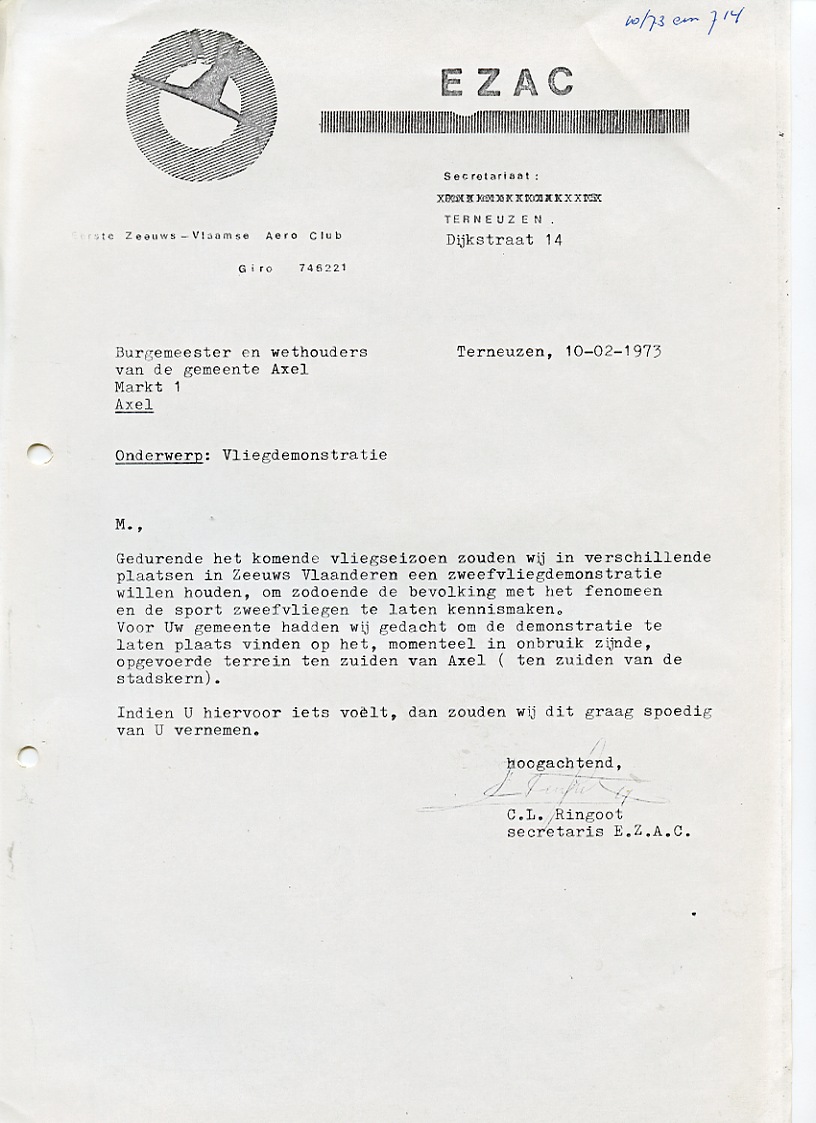 EZAC
Secretariaat :
TERNEUZEN .
Dijkstraat 14
Eerste Zeeuws-Vlaamse Aero Club
Giro 746221
Burgemeester en wethouders
van de gemeente Axel
Markt 1
Axel
Terneuzen, 10-02-1973
Onderwerp: Vliegdemonstratie
M.,
Gedurende het komende vliegseizoen zouden wij in verschillende
plaatsen in Zeeuws Vlaanderen een zweefvliegdemonstratie
willen houden, om zodoende de bevolking met het fenomeen
en de sport zweefvliegen te laten kennismaken.
Voor Uw gemeente hadden wij gedacht om de demonstratie te
laten plaats vinden op het, momenteel in onbruik zijnde,
opgevoerde terrein ten zuiden van Axel ( ten zuiden van de
stadskern).
Indien U hiervoor iets voëlt, dan zouden wij dit graag spoedig
van U vernemen.
hoogachtend,
C.L. Ringoot
secretaris E.Z.A.C.